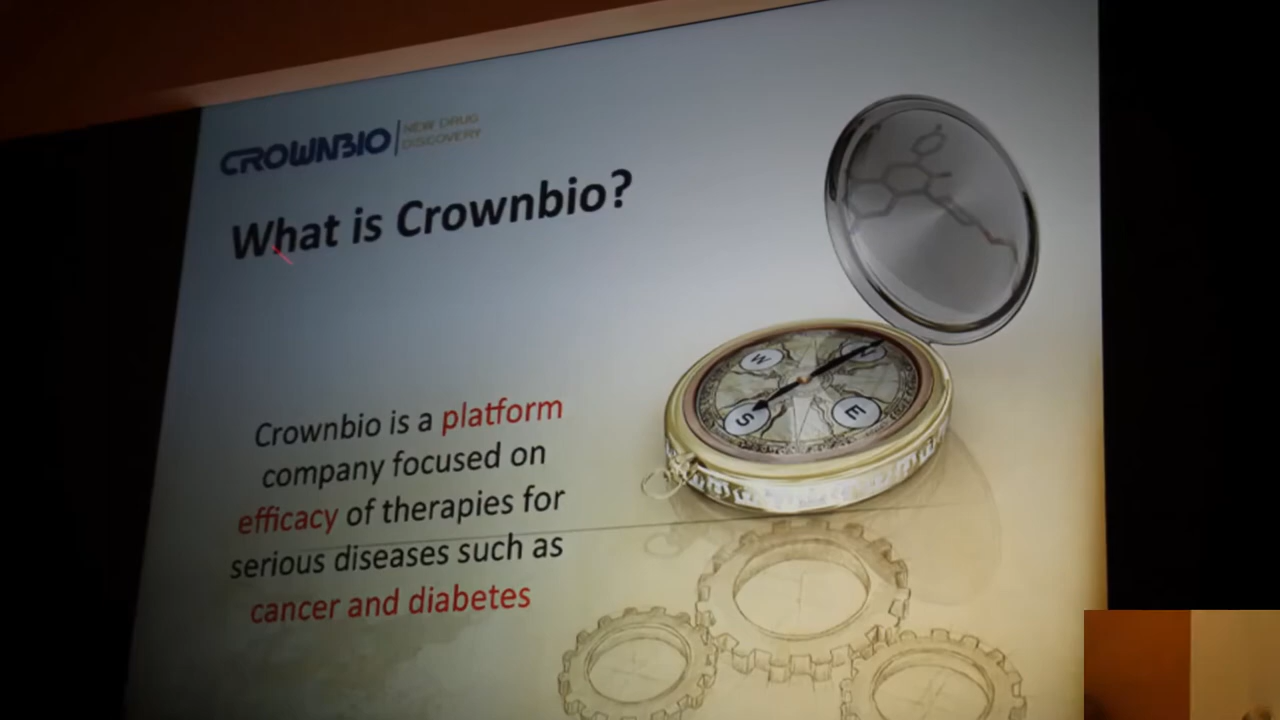 CROWNBIO
NEW DRUG
DISCOVERY
What is Crownbio?
Crownbio is a platform
company focused on
efficacy of therapies for
serious diseases such as
cancer and diabetes
W
S
E